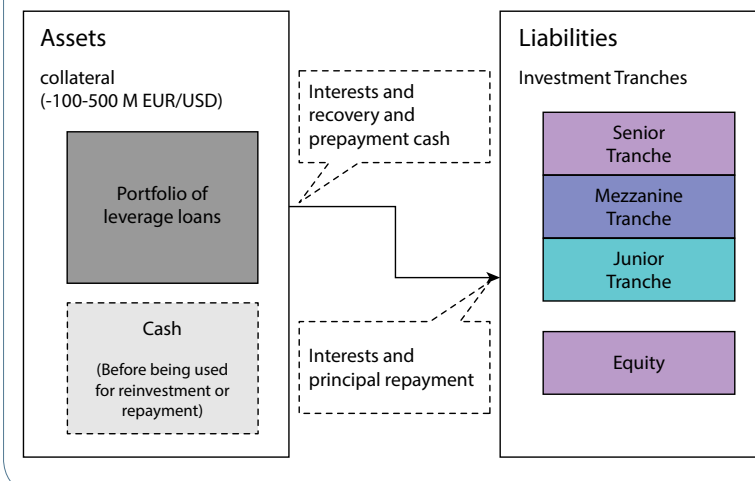 Assets
collateral
(-100-500 M EUR/USD)
Portfolio of
leverage loans
Cash
(Before being used
for reinvestment or
repayment)
Interests and
recovery and
prepayment cash
Interests and
principal repayment
Liabilities
Investment Tranches
Senior
Tranche
Mezzanine
Tranche
Junior
Tranche
Equity